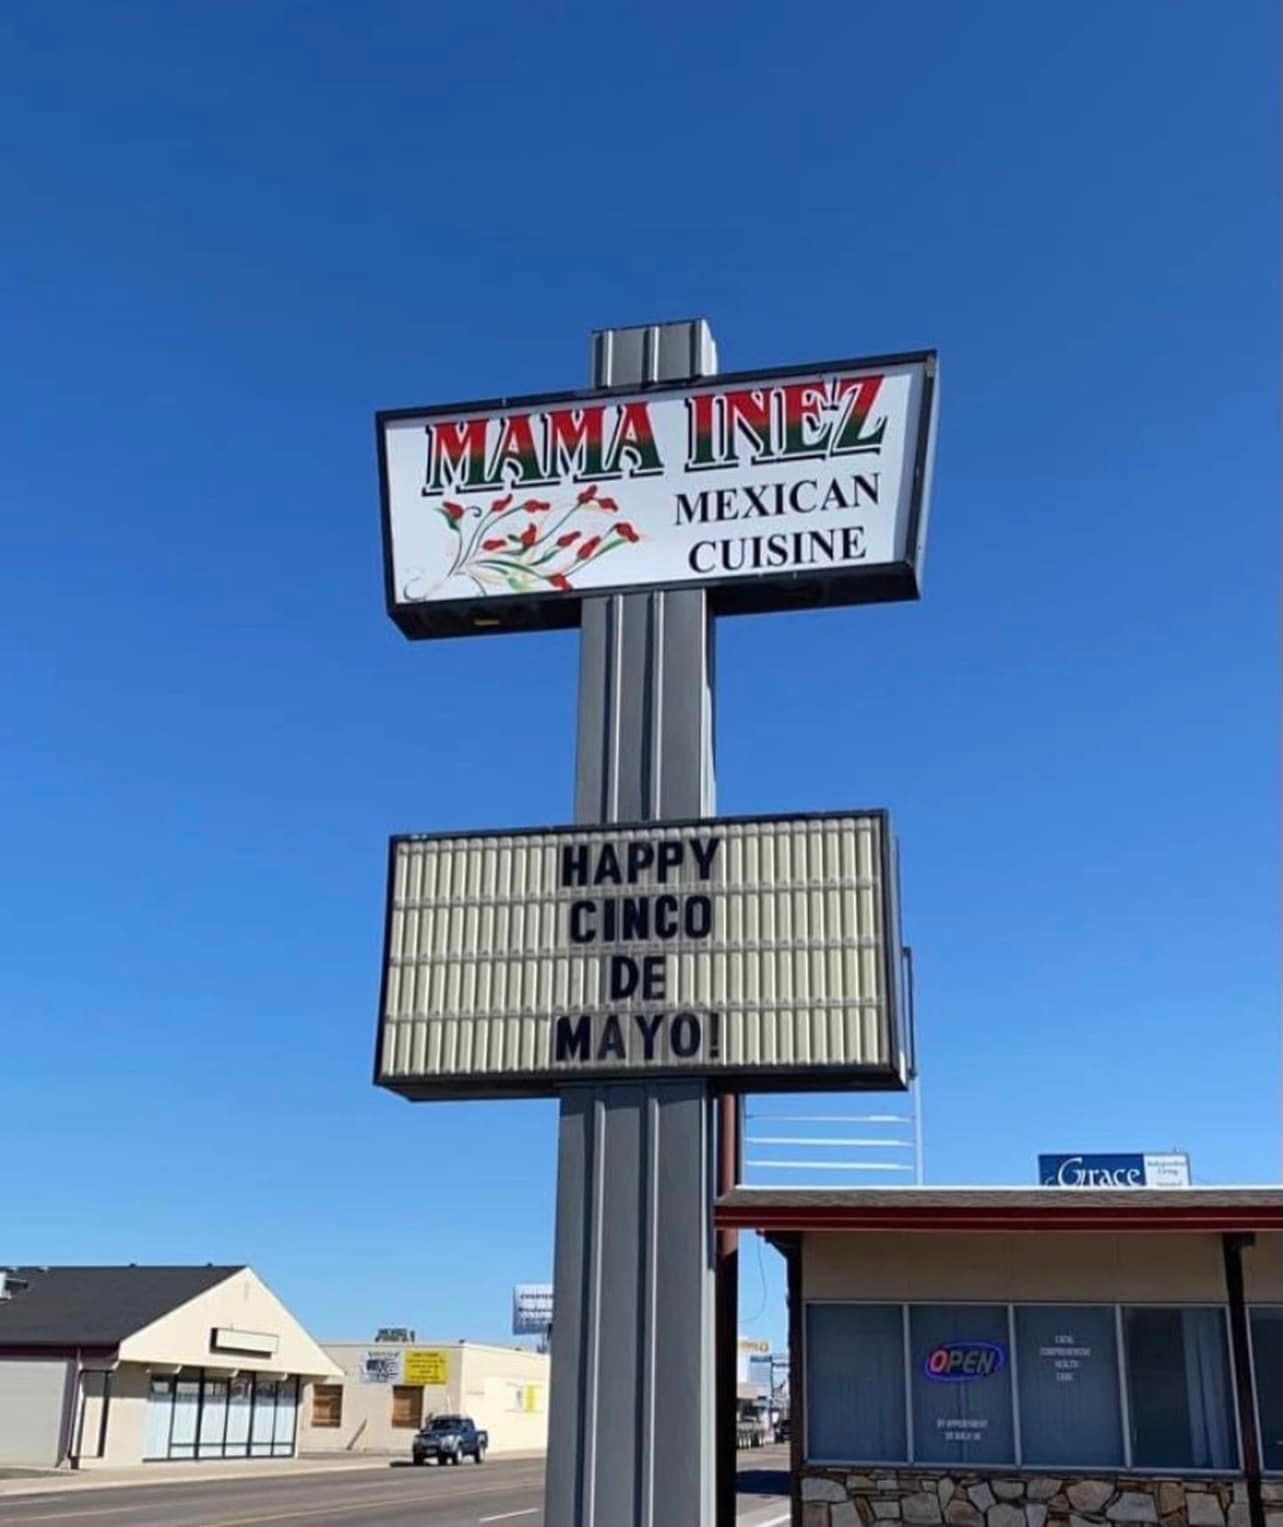 MAMA INEZ
MEXICAN
CUISINE
HAPPY
CINCO
DE
MAYO!
Grace
OPEN